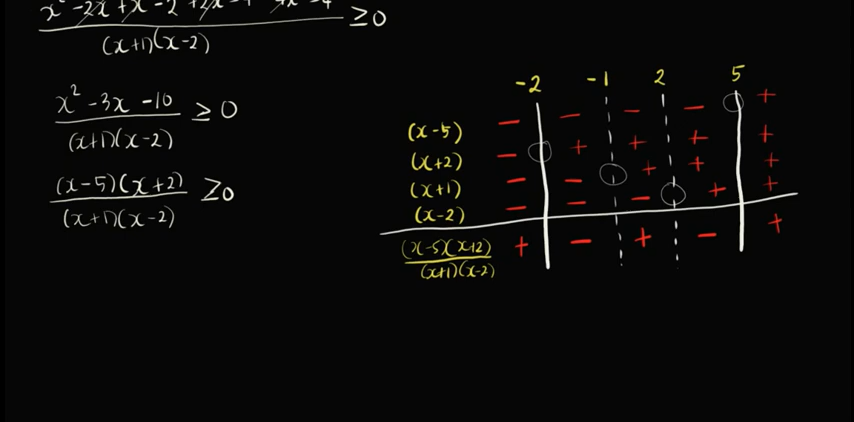 ≥0
(x+1)(x-2)
x² -3x -10 ≥ 0
(x+1)(x-2)
(x-5)(x+2) ≥0
(x+1)(x-2)
-2 -1 2 5
(x-5) - - - - +
(x+2) - + + + +
(x+1) - - + + +
(x-2) - - - + +
(x-5)(x+2) + - + - +
(x+1)(x-2)